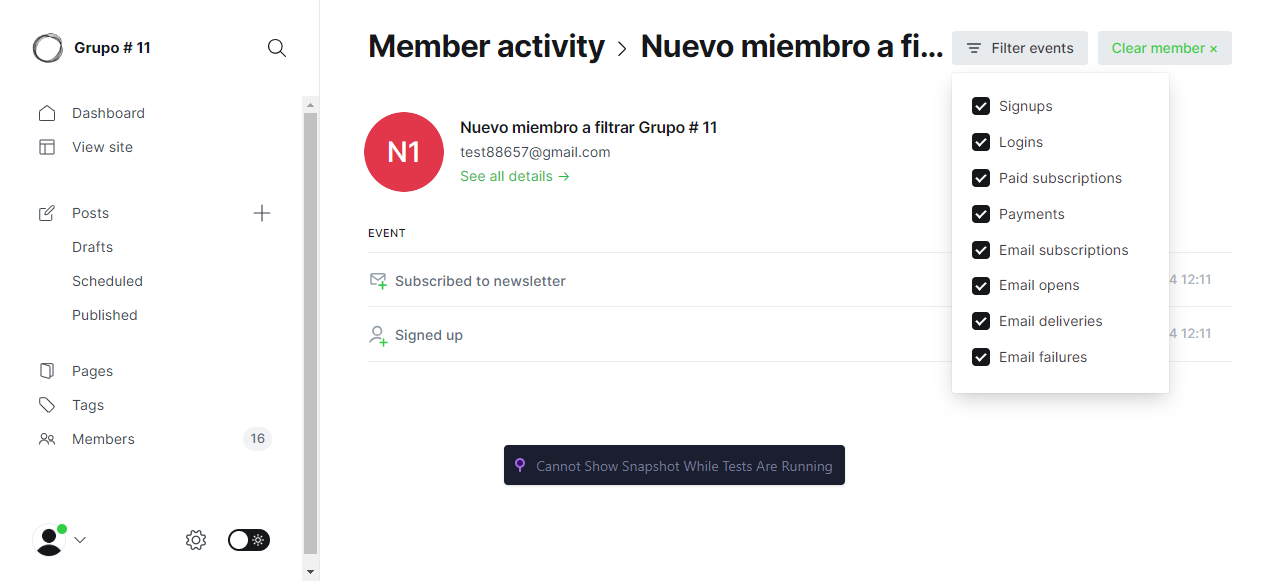 Grupo # 11
Dashboard
View site
Posts
Drafts
Scheduled
Published
Pages
Tags
Members 16
Member activity › Nuevo miembro a fi...
Filter events
Clear member ×
N1
Nuevo miembro a filtrar Grupo # 11
test88657@gmail.com
See all details →
EVENT
Subscribed to newsletter
4 12:11
Signed up
4 12:11
Signups
Logins
Paid subscriptions
Payments
Email subscriptions
Email opens
Email deliveries
Email failures
Cannot Show Snapshot While Tests Are Running